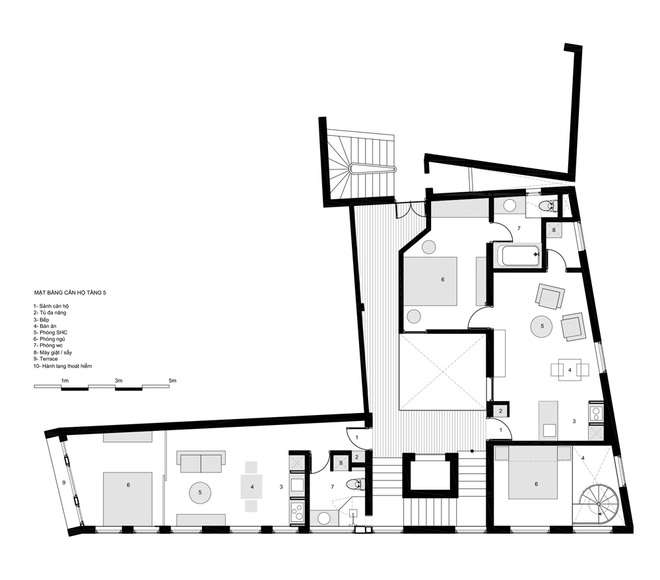 MẶT BẰNG CĂN HỘ TẦNG 5
1- Sảnh căn hộ
2- Tủ đa năng
3- Bếp
4- Bàn ăn
5- Phòng SHC
6- Phòng ngủ
7- Phòng wc
8- Máy giặt / sấy
9- Terrace
10- Hành lang thoát hiểm
1m 3m 5m
7
8
6
5
4
2
3
1
1
2
4
8
6
5
4
3
7
6
9